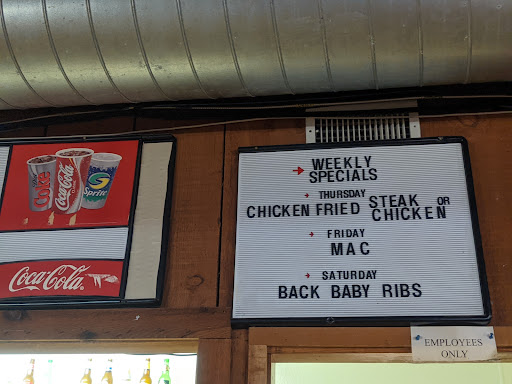 coke
Coca-Cola
Sprite
Coca-Cola
WEEKLY
SPECIALS
THURSDAY
CHICKEN FRIED STEAK OR
CHICKEN
FRIDAY
MAC
SATURDAY
BACK BABY RIBS
EMPLOYEES
ONLY